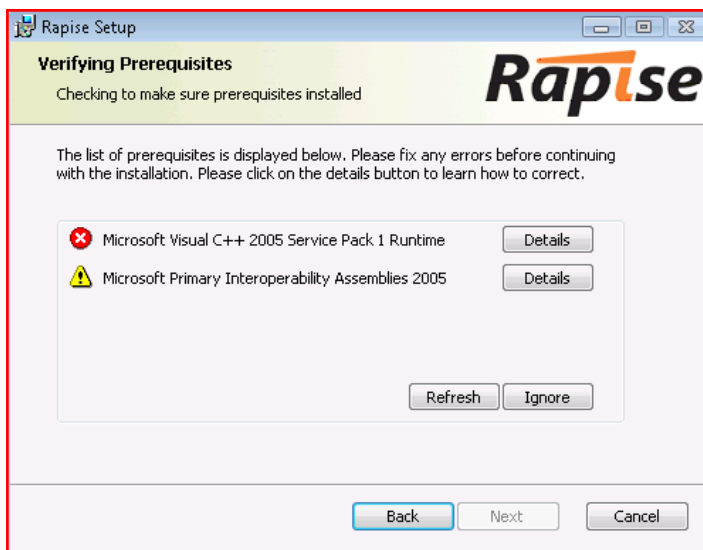 Rapise Setup
Verifying Prerequisites
Checking to make sure prerequisites installed
Rapise
The list of prerequisites is displayed below. Please fix any errors before continuing
with the installation. Please click on the details button to learn how to correct.
Microsoft Visual C++ 2005 Service Pack 1 Runtime
Details
Microsoft Primary Interoperability Assemblies 2005
Details
Refresh
Ignore
Back
Next
Cancel